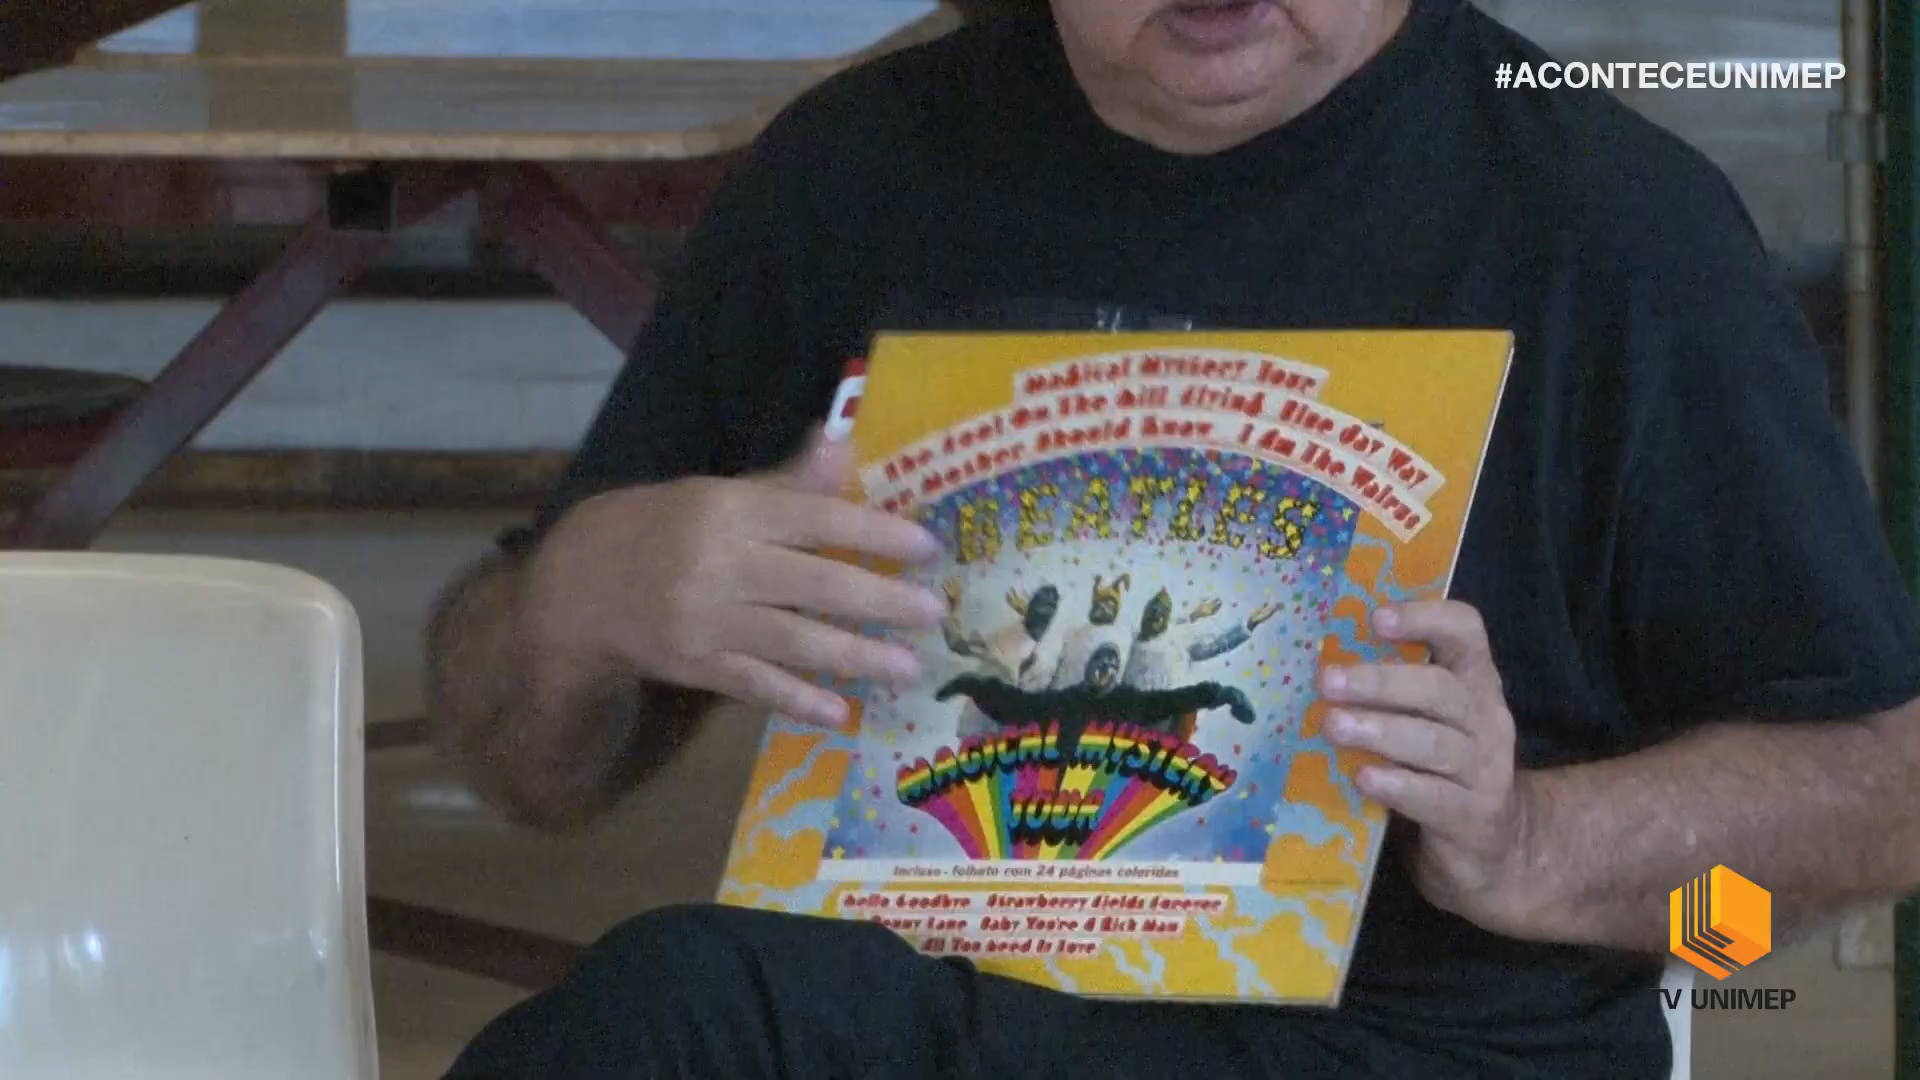 #ACONTECEUNIMEP
Magical Mystery Tour
The Fool On The Hill Flying Blue Jay Way
Mother Should Know I Am The Walrus
BEATLES
MAGICAL MYSTERY
TOUR
Incluso - folheto com 24 páginas coloridas
Hello Goodbye Strawberry Fields Forever
Penny Lane Baby You're A Rich Man
All You Need Is Love
TV UNIMEP